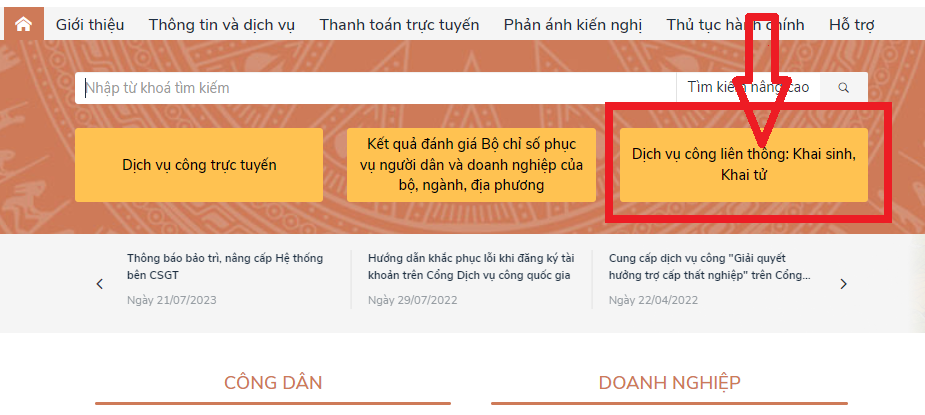 Giới thiệu Thông tin và dịch vụ Thanh toán trực tuyến Phản ánh kiến nghị Thủ tục hành chính Hỗ trợ
Nhập từ khoá tìm kiếm Tìm kiếm nâng cao
Dịch vụ công trực tuyến
Kết quả đánh giá Bộ chỉ số phục
vụ người dân và doanh nghiệp của
bộ, ngành, địa phương
Dịch vụ công liên thông: Khai sinh,
Khai tử
Thông báo bảo trì, nâng cấp Hệ thống
bên CSGT
Ngày 21/07/2023
Hướng dẫn khắc phục lỗi khi đăng ký tài
khoản trên Cổng Dịch vụ công quốc gia
Ngày 29/07/2022
Cung cấp dịch vụ công "Giải quyết
hưởng trợ cấp thất nghiệp" trên Cổng...
Ngày 22/04/2022
CÔNG DÂN
DOANH NGHIỆP